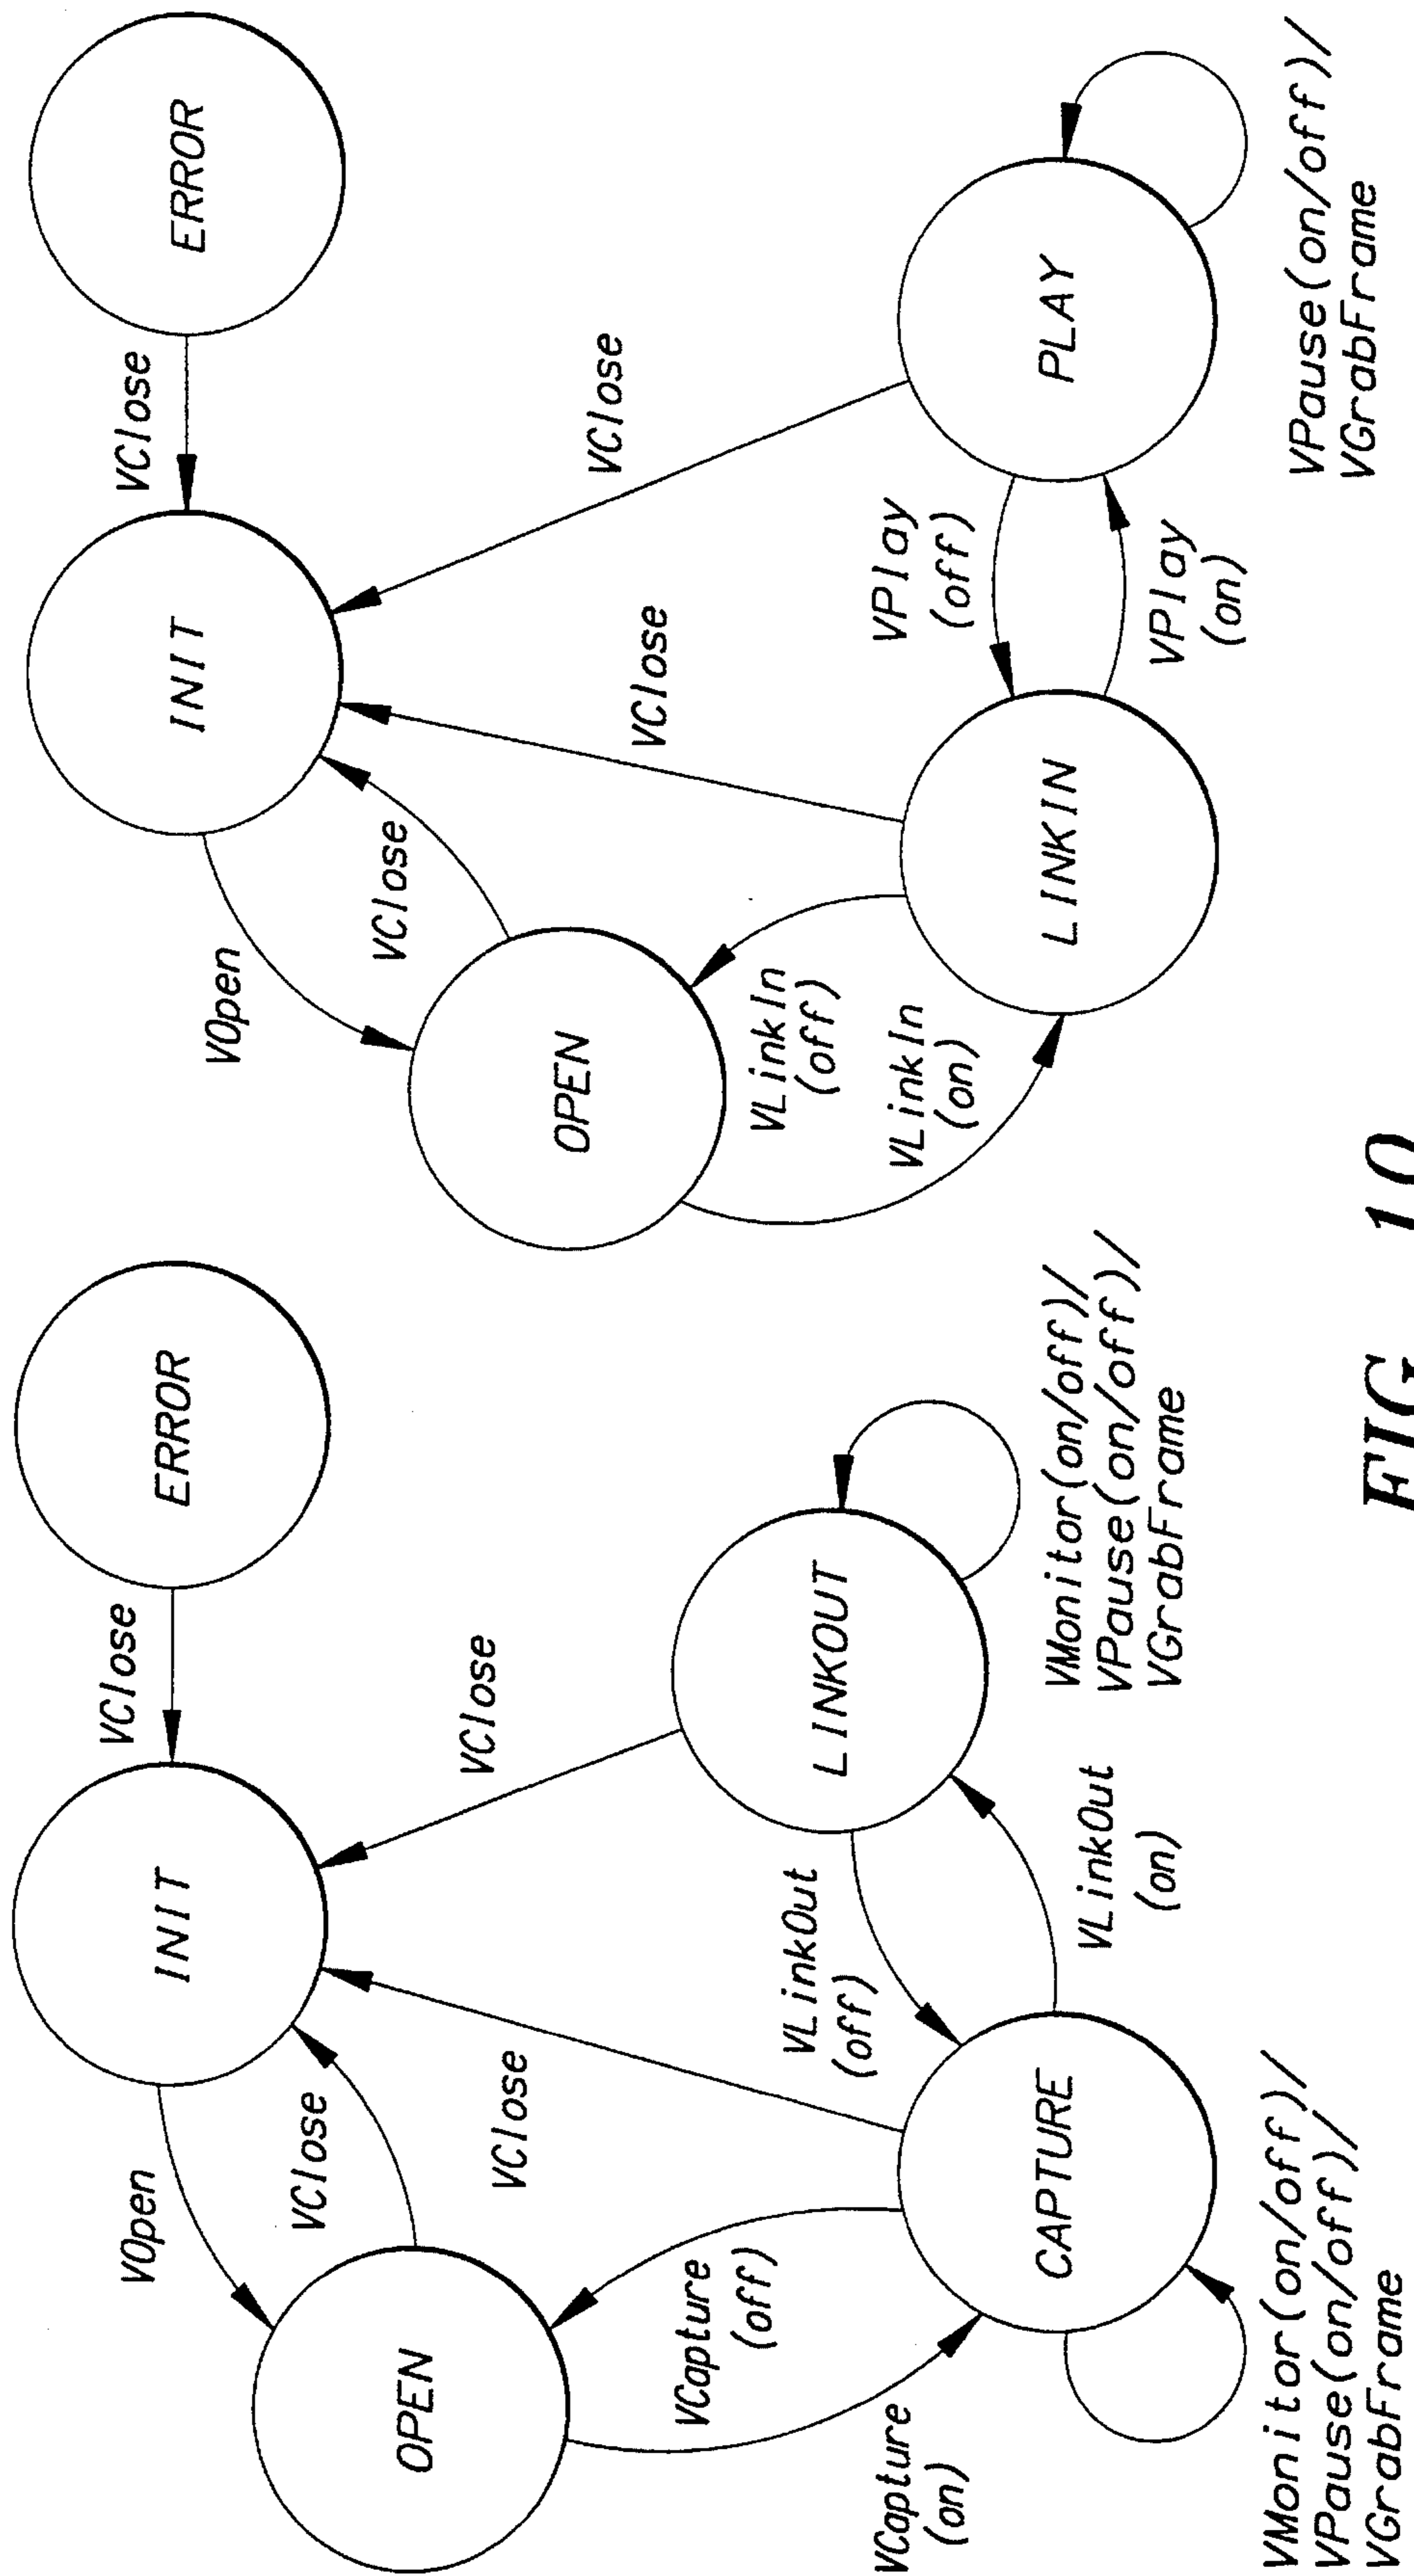 ERROR
VClose
INIT
VOpen
VClose
VClose
VClose
OPEN
LINKOUT
VCapture
(off)
VLinkOut
(off)
VCapture
(on)
CAPTURE
VLinkOut
(on)
VMonitor(on/off)/
VPause(on/off)/
VGrabFrame
VMonitor(on/off)/
VPause(on/off)/
VGrabFrame
ERROR
VClose
INIT
VOpen
VClose
VClose
VClose
OPEN
VLinkIn
(off)
VLinkIn
(on)
LINKIN
VPlay
(off)
VPlay
(on)
PLAY
VPause(on/off)/
VGrabFrame
FIG. 10